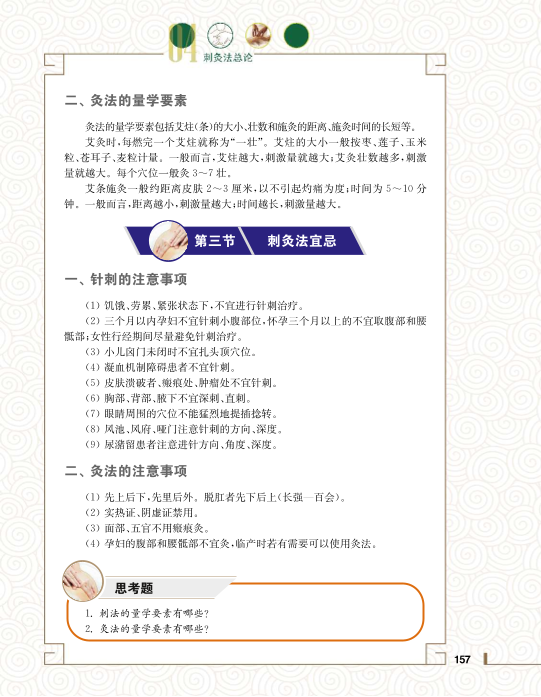 04
刺灸法总论
二、灸法的量学要素
灸法的量学要素包括艾炷(条)的大小、壮数和施灸的距离、施灸时间的长短等。
艾灸时,每燃完一个艾炷就称为“一壮”。艾炷的大小一般按枣、莲子、玉米
粒、苍耳子、麦粒计量。一般而言,艾炷越大,刺激量就越大;艾灸壮数越多,刺激
量就越大。每个穴位一般灸 3～7 壮。
艾条施灸一般约距离皮肤 2～3 厘米,以不引起灼痛为度;时间为 5～10 分
钟。一般而言,距离越小,刺激量越大;时间越长,刺激量越大。
第三节 刺灸法宜忌
一、针刺的注意事项
(1) 饥饿、劳累、紧张状态下,不宜进行针刺治疗。
(2) 三个月以内孕妇不宜针刺小腹部位,怀孕三个月以上的不宜取腹部和腰
骶部;女性行经期间尽量避免针刺治疗。
(3) 小儿囟门未闭时不宜扎头顶穴位。
(4) 凝血机制障碍患者不宜针刺。
(5) 皮肤溃破者、瘢痕处、肿瘤处不宜针刺。
(6) 胸部、背部、腋下不宜深刺、直刺。
(7) 眼睛周围的穴位不能猛烈地提插捻转。
(8) 风池、风府、哑门注意针刺的方向、深度。
(9) 尿潴留患者注意进针方向、角度、深度。
二、灸法的注意事项
(1) 先上后下,先里后外。脱肛者先下后上(长强—百会)。
(2) 实热证、阴虚证禁用。
(3) 面部、五官不用瘢痕灸。
(4) 孕妇的腹部和腰骶部不宜灸,临产时若有需要可以使用灸法。
思考题
1. 刺法的量学要素有哪些?
2. 灸法的量学要素有哪些?
157